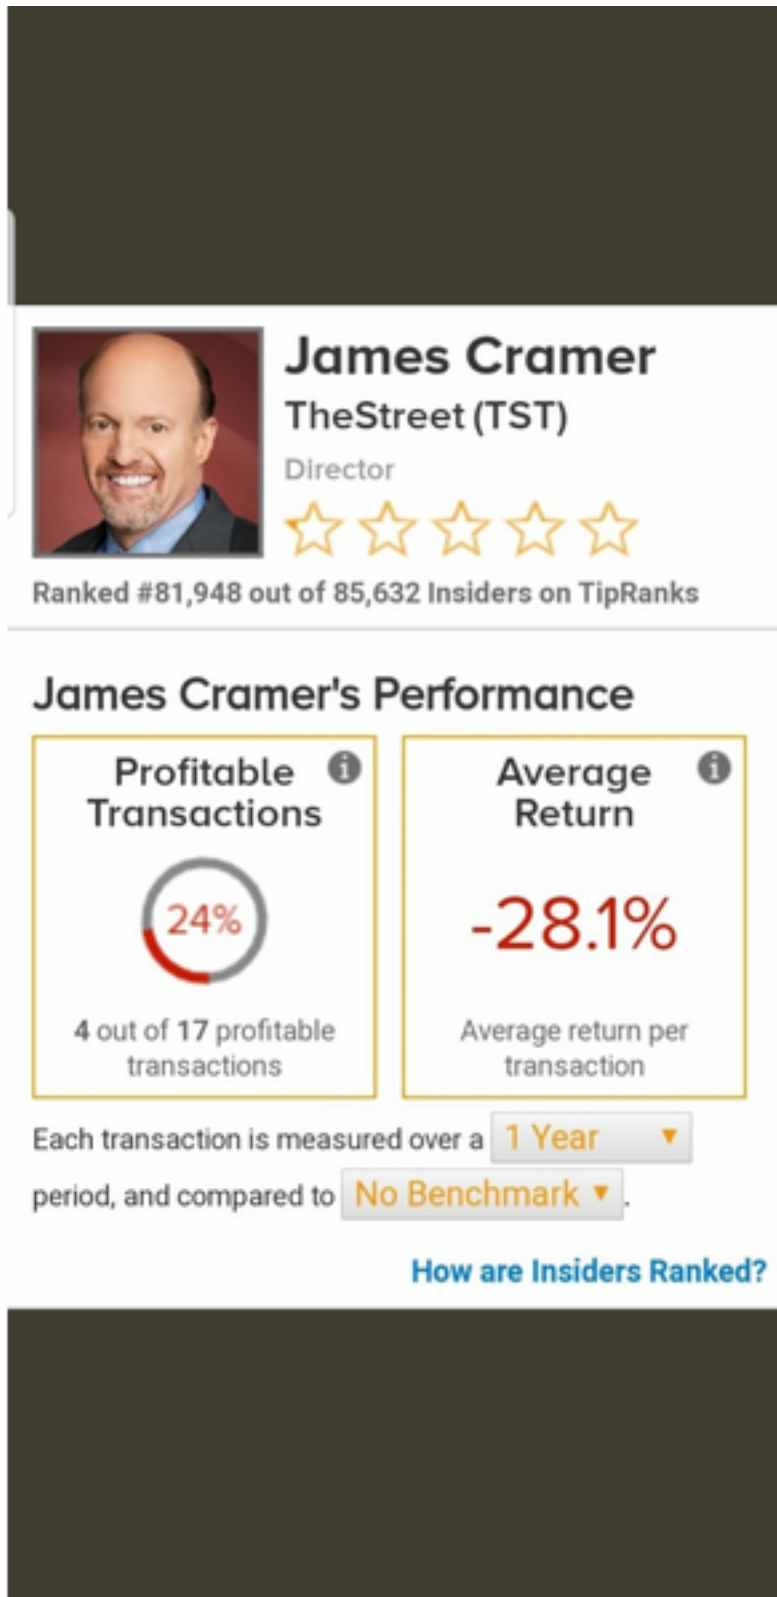 James Cramer
TheStreet (TST)
Director
Ranked #81,948 out of 85,632 Insiders on TipRanks
James Cramer's Performance
Profitable
Transactions
24%
4 out of 17 profitable
transactions
Average
Return
-28.1%
Average return per
transaction
Each transaction is measured over a 1 Year
period, and compared to No Benchmark .
How are Insiders Ranked?